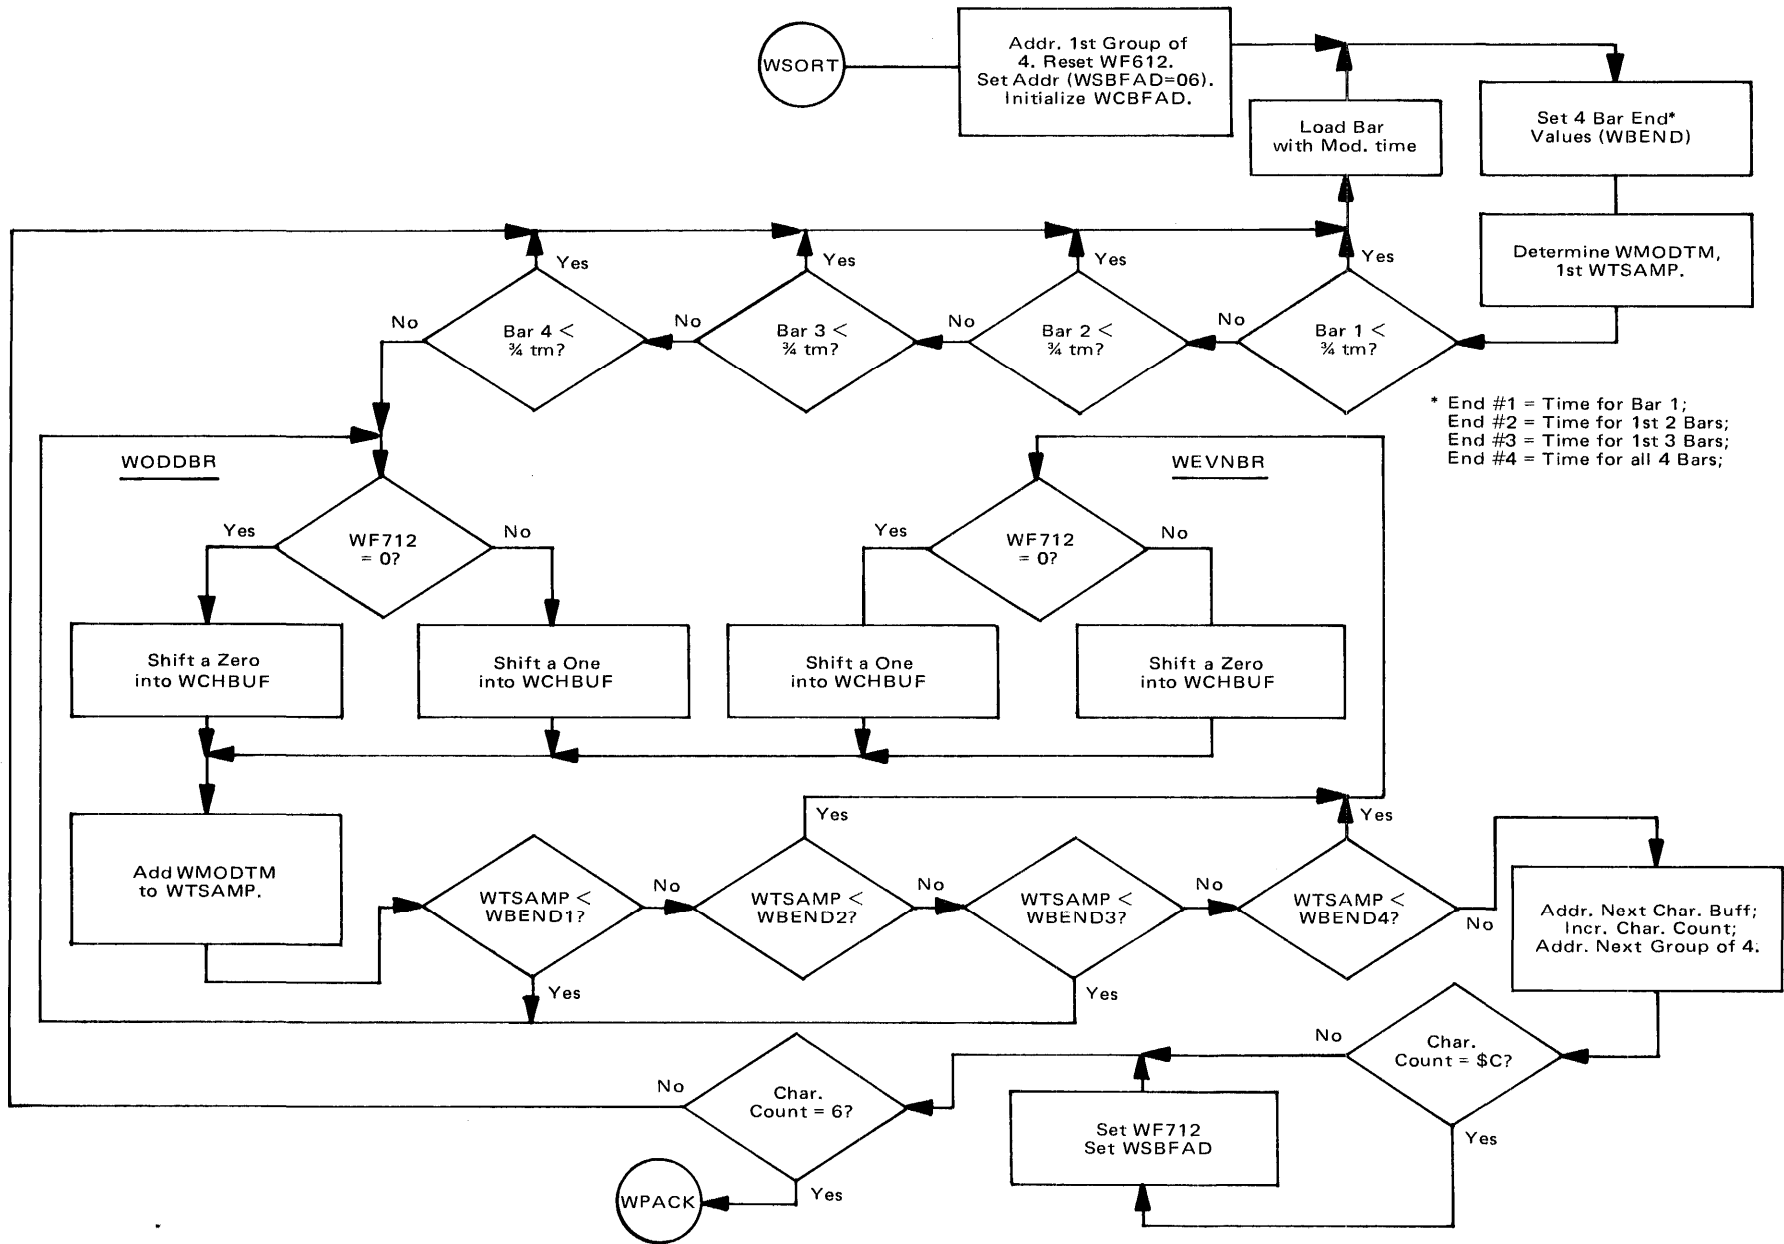 WSORT
Addr. 1st Group of
4. Reset WF612.
Set Addr (WSBFAD=06).
Initialize WCBFAD.
Load Bar
with Mod. time
Set 4 Bar End*
Values (WBEND)
Determine WMODTM,
1st WTSAMP.
Yes
Yes
Yes
Yes
No
Bar 4 <
¾ tm?
No
Bar 3 <
¾ tm?
No
Bar 2 <
¾ tm?
No
Bar 1 <
¾ tm?
* End #1 = Time for Bar 1;
End #2 = Time for 1st 2 Bars;
End #3 = Time for 1st 3 Bars;
End #4 = Time for all 4 Bars;
WODDBR
WEVNBR
Yes
WF712
= 0?
No
Yes
WF712
= 0?
No
Shift a Zero
into WCHBUF
Shift a One
into WCHBUF
Shift a One
into WCHBUF
Shift a Zero
into WCHBUF
Add WMODTM
to WTSAMP.
WTSAMP <
WBEND1?
No
Yes
WTSAMP <
WBEND2?
Yes
No
WTSAMP <
WBEND3?
No
Yes
WTSAMP <
WBEND4?
Yes
No
Addr. Next Char. Buff;
Incr. Char. Count;
Addr. Next Group of 4.
Char.
Count = $C?
No
Yes
Set WF712
Set WSBFAD
Char.
Count = 6?
No
Yes
WPACK